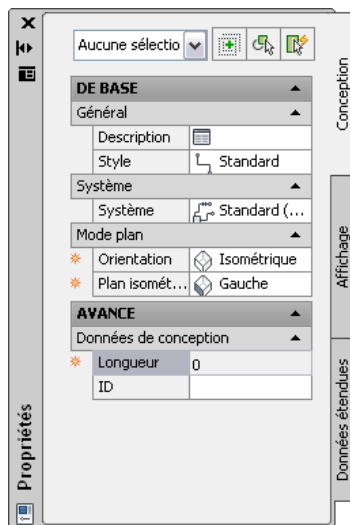 Aucune sélectio
DE BASE
Général
Description
Style Standard
Système
Système Standard (...
Mode plan
Orientation Isométrique
Plan isomét... Gauche
AVANCE
Données de conception
Longueur 0
ID
Propriétés
Conception
Affichage
Données étendues